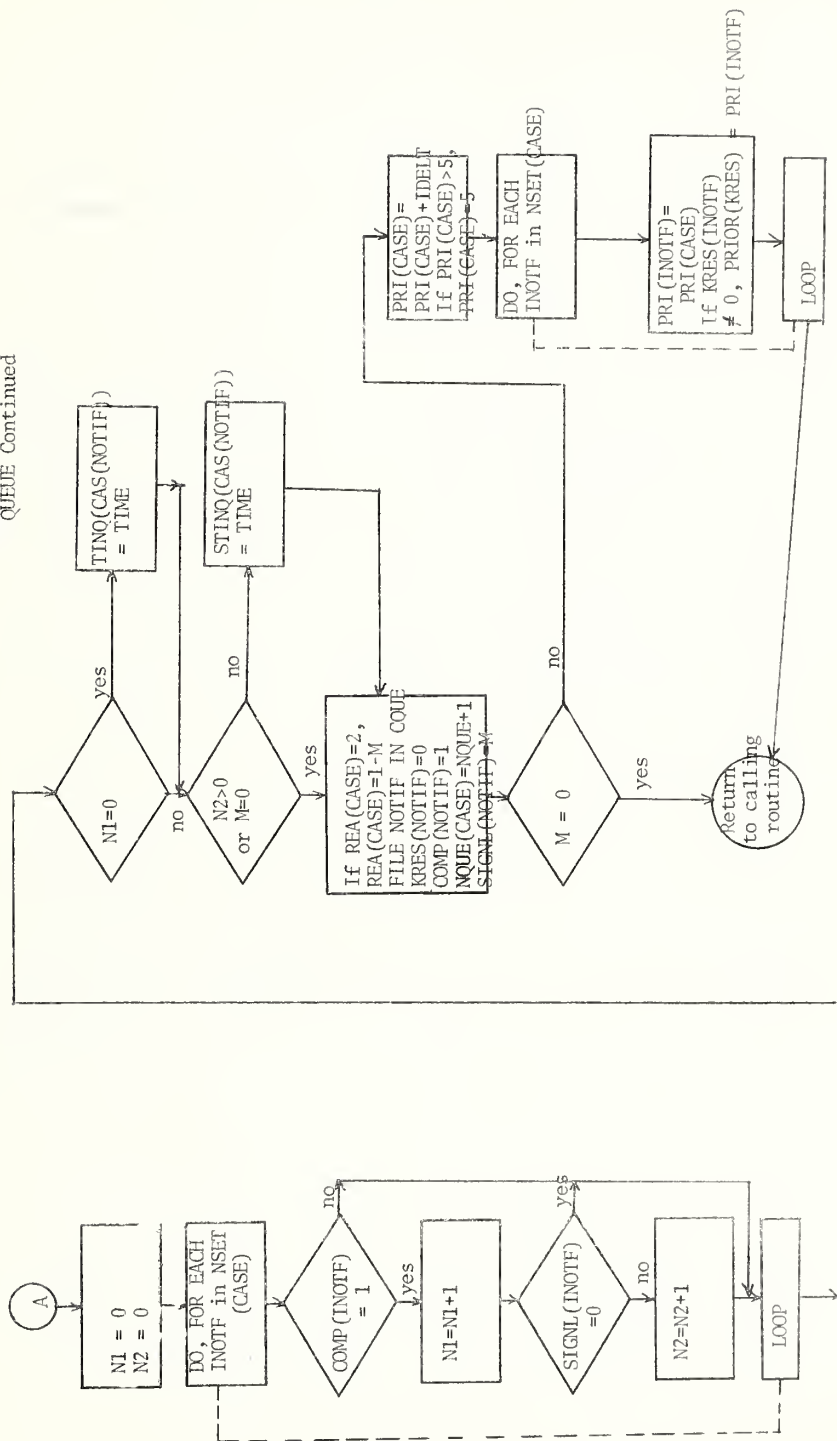 QUEUE Continued
A
N1 = 0
N2 = 0
DO, FOR EACH
INOTF in NSET
(CASE)
COMP(INOTF)
= 1
no
yes
N1=N1+1
SIGNL(INOTF)
=0
yes
no
N2=N2+1
LOOP
N1=0
yes
no
TINQ(CAS(NOTIF))
= TIME
N2>0
or M=0
no
yes
STINQ(CAS(NOTIF))
= TIME
If REA(CASE)=2,
REA(CASE)=1-M
FILE NOTIF IN CQUE
KRES(NOTIF)=0
COMP(NOTIF)=1
NQUE(CASE)=NQUE+1
SIGNL(NOTIF)=M
M = 0
no
yes
Return
to calling
routine
PRI(CASE)=
PRI(CASE)+IDELT
If PRI(CASE)>5,
PRI(CASE)=5
DO, FOR EACH
INOTF in NSET(CASE)
PRI(INOTF)=
PRI(CASE)
If KRES(INOTF)
≠ 0, PRIOR(KRES) = PRI(INOTF)
LOOP